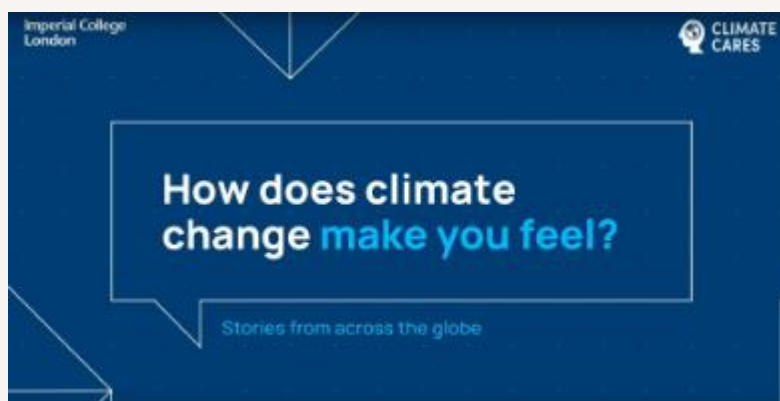 Imperial College
London
CLIMATE
CARES
How does climate
change make you feel?
Stories from across the globe